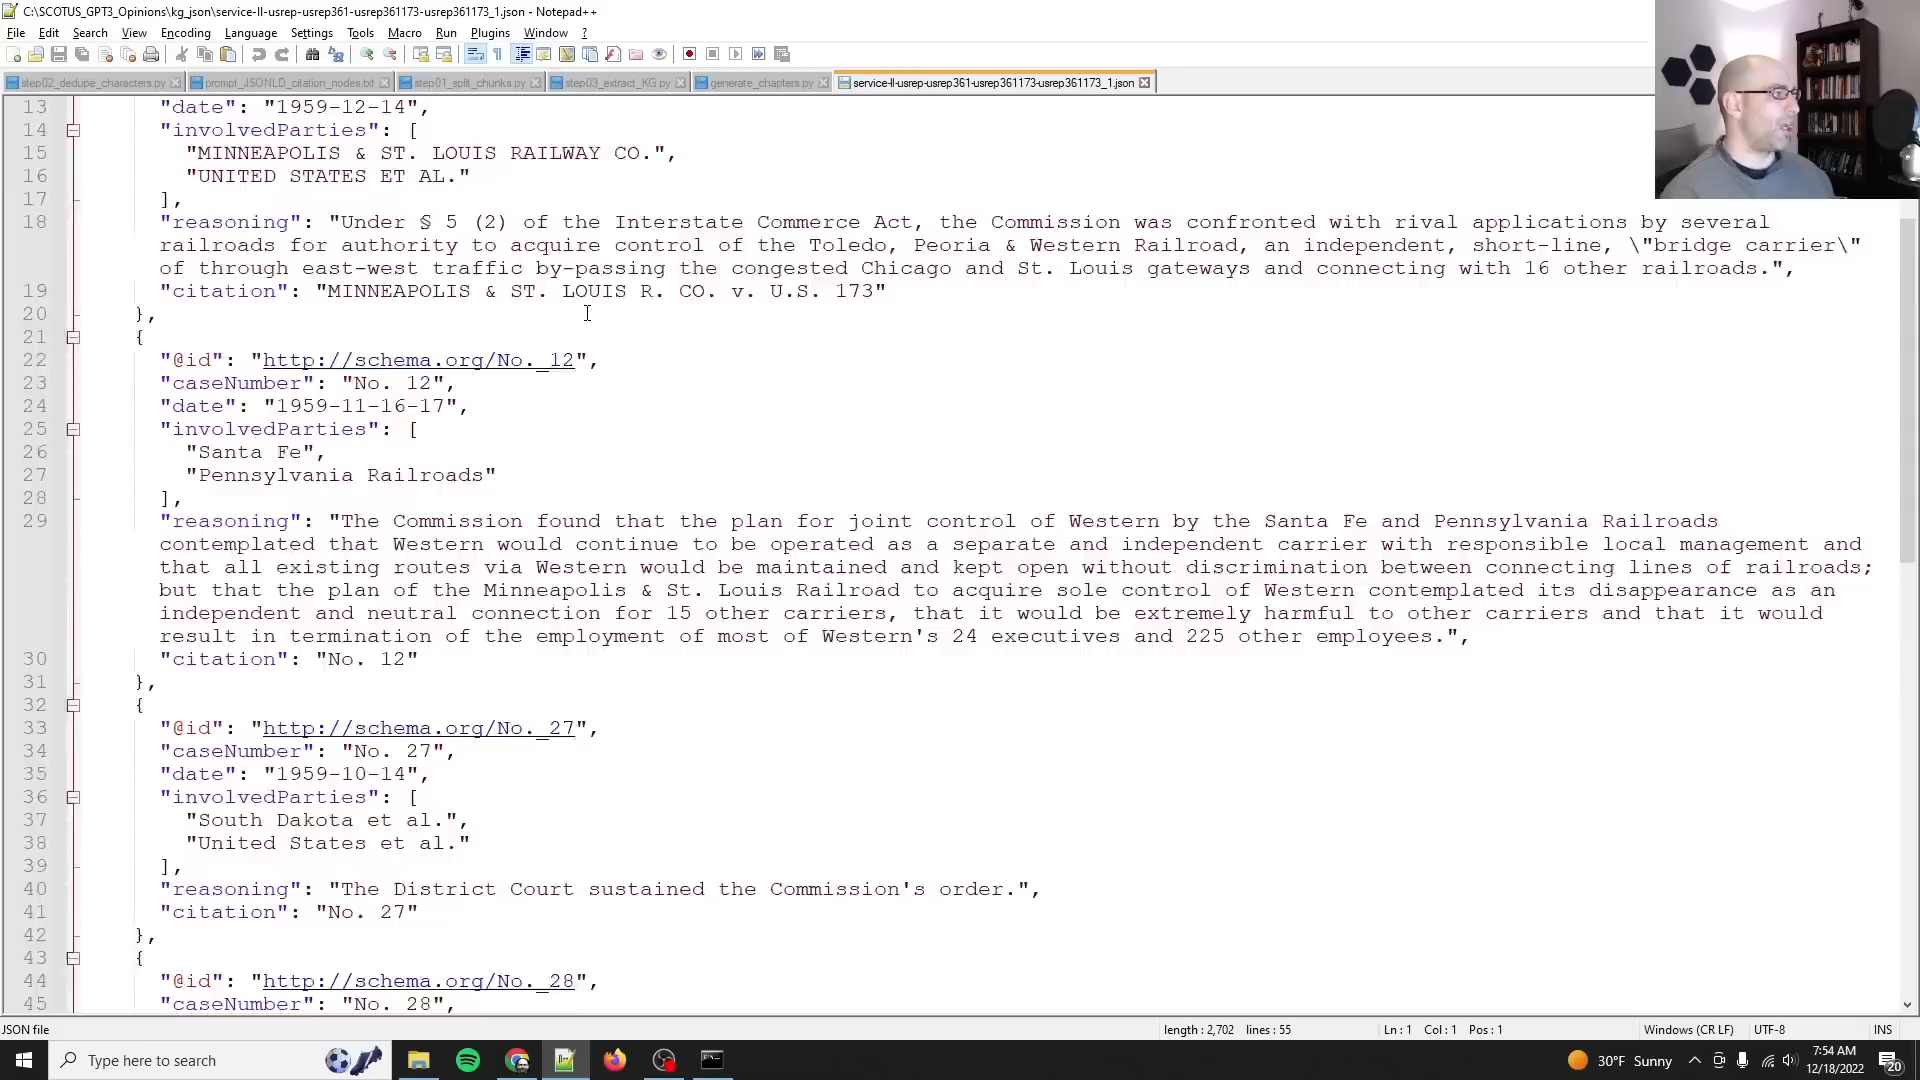 C:\SCOTUS_GPT3_Opinions\kg_json\service-ll-usrep-usrep361-usrep361173-usrep361173_1.json - Notepad++
File Edit Search View Encoding Language Settings Tools Macro Run Plugins Window ?
step02_dedupe_characters.py prompt_JSONLD_citation_nodes.txt step01_split_chunks.py step03_extract_KG.py generate_chapters.py service-ll-usrep-usrep361-usrep361173-usrep361173_1.json
13 "date": "1959-12-14",
14 "involvedParties": [
15 "MINNEAPOLIS & ST. LOUIS RAILWAY CO.",
16 "UNITED STATES ET AL."
17 ],
18 "reasoning": "Under § 5 (2) of the Interstate Commerce Act, the Commission was confronted with rival applications by several
railroads for authority to acquire control of the Toledo, Peoria & Western Railroad, an independent, short-line, \"bridge carrier\"
of through east-west traffic by-passing the congested Chicago and St. Louis gateways and connecting with 16 other railroads.",
19 "citation": "MINNEAPOLIS & ST. LOUIS R. CO. v. U.S. 173"
20 },
21 {
22 "@id": "http://schema.org/No._12",
23 "caseNumber": "No. 12",
24 "date": "1959-11-16-17",
25 "involvedParties": [
26 "Santa Fe",
27 "Pennsylvania Railroads"
28 ],
29 "reasoning": "The Commission found that the plan for joint control of Western by the Santa Fe and Pennsylvania Railroads
contemplated that Western would continue to be operated as a separate and independent carrier with responsible local management and
that all existing routes via Western would be maintained and kept open without discrimination between connecting lines of railroads;
but that the plan of the Minneapolis & St. Louis Railroad to acquire sole control of Western contemplated its disappearance as an
independent and neutral connection for 15 other carriers, that it would be extremely harmful to other carriers and that it would
result in termination of the employment of most of Western's 24 executives and 225 other employees.",
30 "citation": "No. 12"
31 },
32 {
33 "@id": "http://schema.org/No._27",
34 "caseNumber": "No. 27",
35 "date": "1959-10-14",
36 "involvedParties": [
37 "South Dakota et al.",
38 "United States et al."
39 ],
40 "reasoning": "The District Court sustained the Commission's order.",
41 "citation": "No. 27"
42 },
43 {
44 "@id": "http://schema.org/No._28",
45 "caseNumber": "No. 28",
JSON file length : 2,702 lines : 55 Ln : 1 Col : 1 Pos : 1 Windows (CR LF) UTF-8 INS
Type here to search 30°F Sunny 7:54 AM
12/18/2022 20